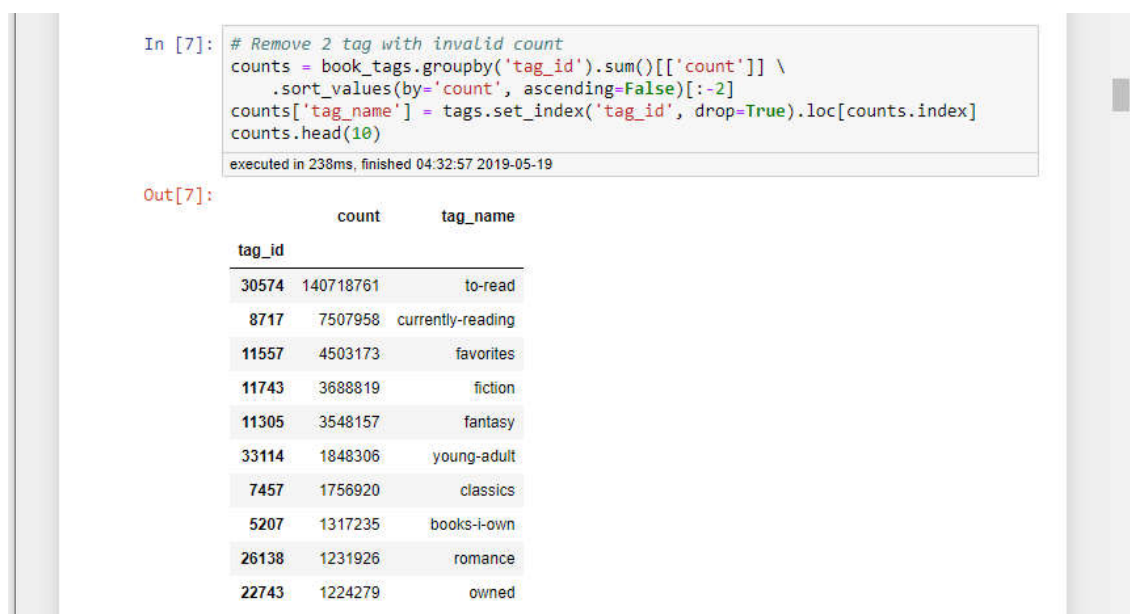 In [7]: # Remove 2 tag with invalid count
counts = book_tags.groupby('tag_id').sum()[['count']] \
    .sort_values(by='count', ascending=False)[:-2]
counts['tag_name'] = tags.set_index('tag_id', drop=True).loc[counts.index]
counts.head(10)
executed in 238ms, finished 04:32:57 2019-05-19
Out[7]:
count tag_name
tag_id
30574 140718761 to-read
8717 7507958 currently-reading
11557 4503173 favorites
11743 3688819 fiction
11305 3548157 fantasy
33114 1848306 young-adult
7457 1756920 classics
5207 1317235 books-i-own
26138 1231926 romance
22743 1224279 owned